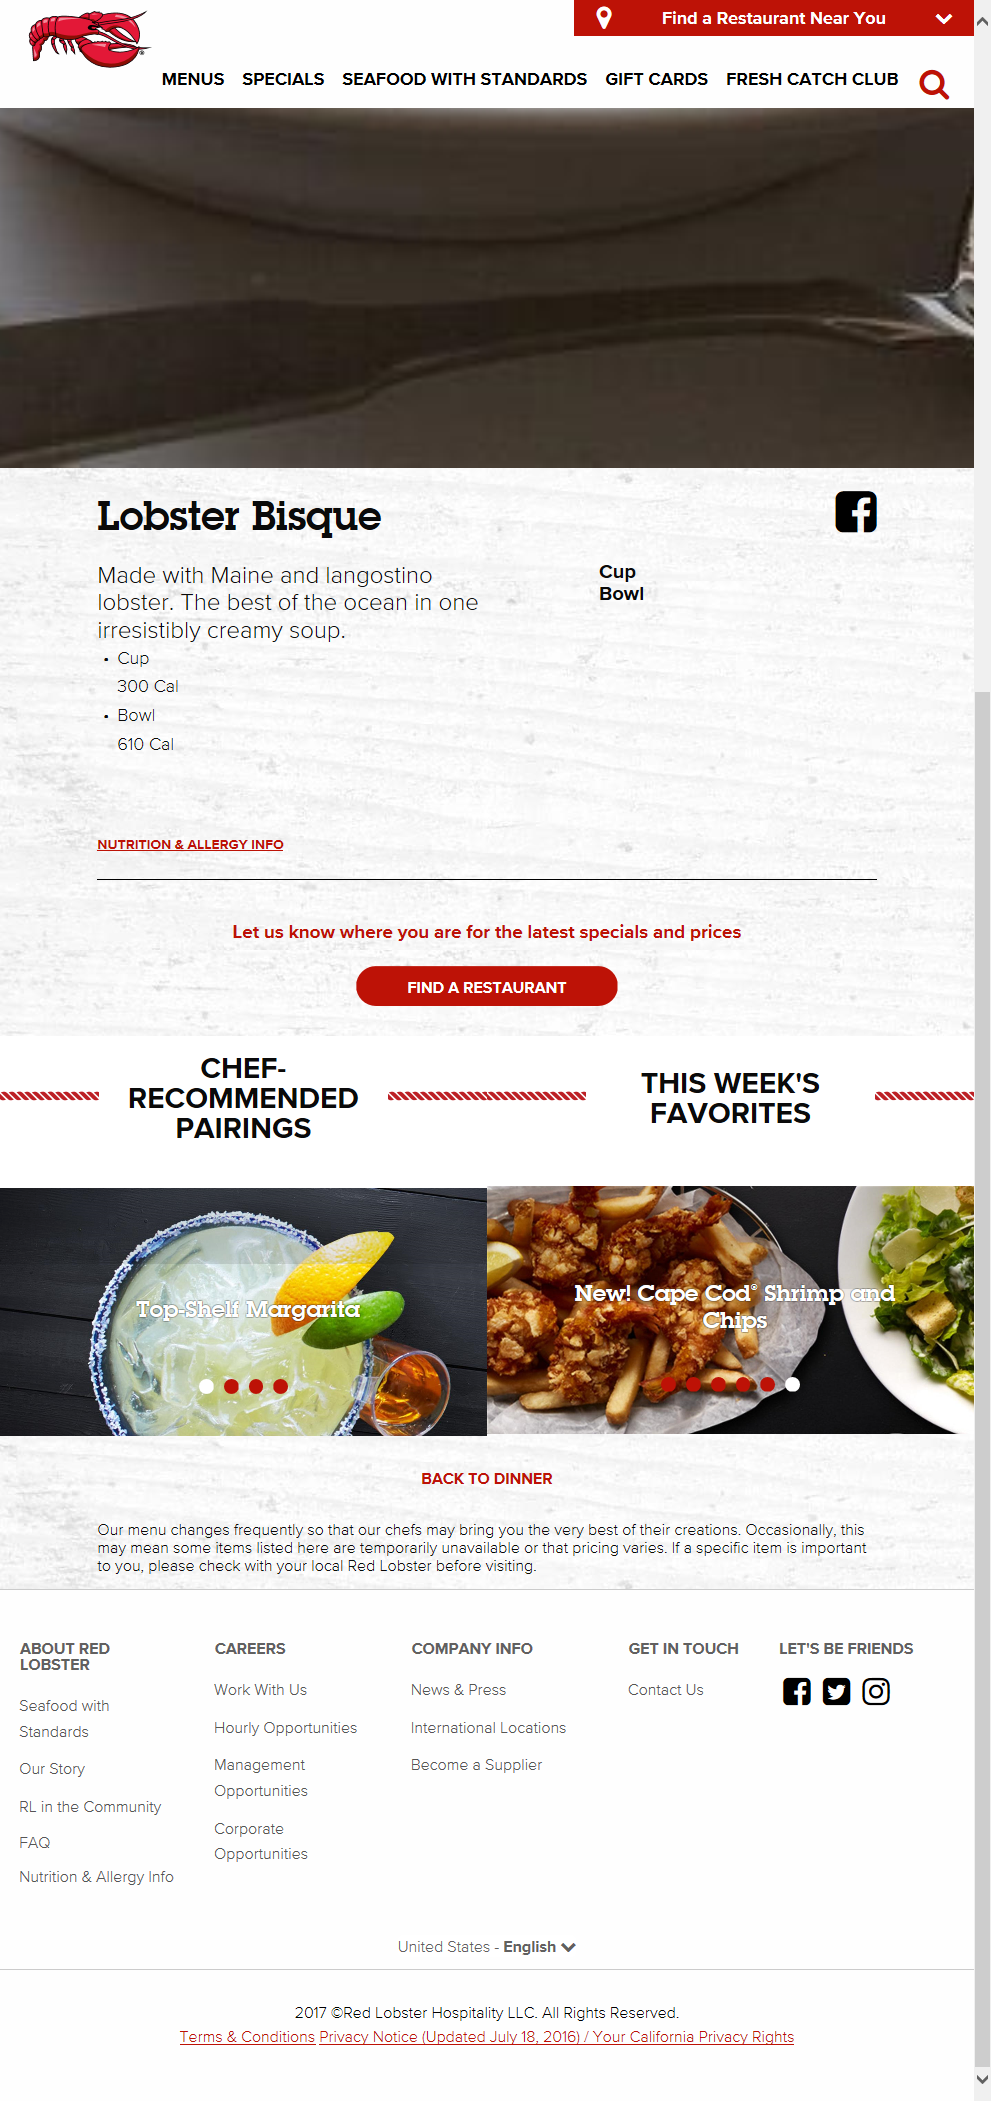 Find a Restaurant Near You
MENUS SPECIALS SEAFOOD WITH STANDARDS GIFT CARDS FRESH CATCH CLUB
Lobster Bisque
Made with Maine and langostino
lobster. The best of the ocean in one
irresistibly creamy soup.
• Cup
300 Cal
• Bowl
610 Cal
Cup
Bowl
NUTRITION & ALLERGY INFO
Let us know where you are for the latest specials and prices
FIND A RESTAURANT
CHEF-
RECOMMENDED
PAIRINGS
THIS WEEK'S
FAVORITES
Top-Shelf Margarita
New! Cape Cod® Shrimp and
Chips
BACK TO DINNER
Our menu changes frequently so that our chefs may bring you the very best of their creations. Occasionally, this
may mean some items listed here are temporarily unavailable or that pricing varies. If a specific item is important
to you, please check with your local Red Lobster before visiting.
ABOUT RED
LOBSTER
Seafood with
Standards
Our Story
RL in the Community
FAQ
Nutrition & Allergy Info
CAREERS
Work With Us
Hourly Opportunities
Management
Opportunities
Corporate
Opportunities
COMPANY INFO
News & Press
International Locations
Become a Supplier
GET IN TOUCH
Contact Us
LET'S BE FRIENDS
United States - English
2017 ©Red Lobster Hospitality LLC. All Rights Reserved.
Terms & Conditions Privacy Notice (Updated July 18, 2016) / Your California Privacy Rights